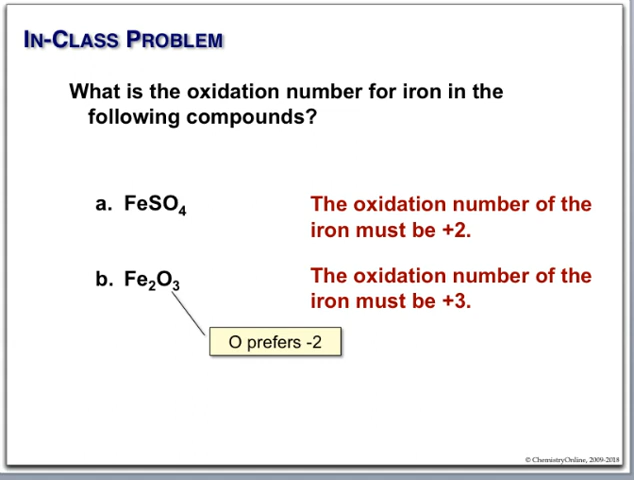 IN-CLASS PROBLEM
What is the oxidation number for iron in the
following compounds?
a. FeSO₄
The oxidation number of the
iron must be +2.
b. Fe₂O₃
The oxidation number of the
iron must be +3.
O prefers -2
© ChemistryOnline, 2009-2018